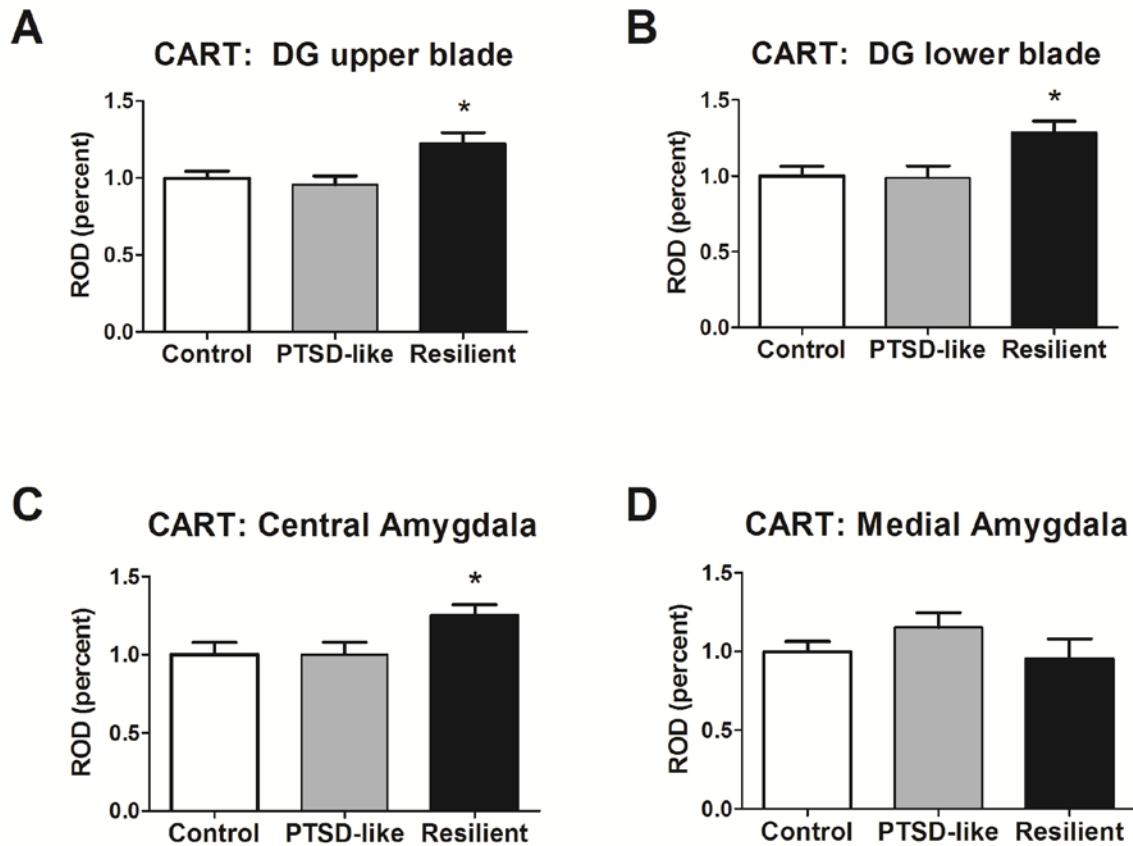 A
CART: DG upper blade
*
1.5
1.0
0.5
0.0
ROD (percent)
Control PTSD-like Resilient
B
CART: DG lower blade
*
1.5
1.0
0.5
0.0
ROD (percent)
Control PTSD-like Resilient
C
CART: Central Amygdala
*
1.5
1.0
0.5
0.0
ROD (percent)
Control PTSD-like Resilient
D
CART: Medial Amygdala
1.5
1.0
0.5
0.0
ROD (percent)
Control PTSD-like Resilient